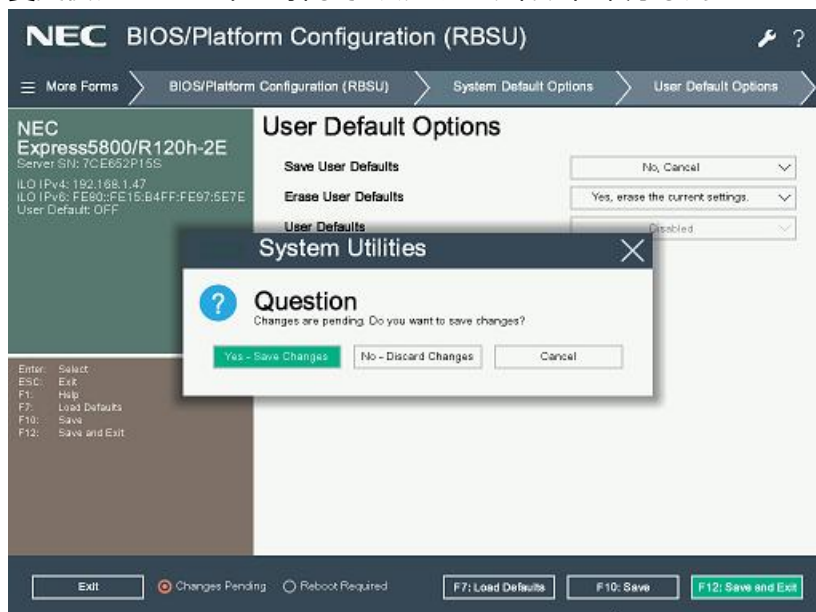 NEC BIOS/Platform Configuration (RBSU)
?
More Forms
BIOS/Platform Configuration (RBSU)
System Default Options
User Default Options
NEC
Express5800/R120h-2E
Server SN: 7CE652P15S
iLO IPv4: 192.168.1.47
iLO IPv6: FE80::FE15:B4FF:FE97:5E7E
User Default: OFF
User Default Options
Save User Defaults
No, Cancel
Erase User Defaults
Yes, erase the current settings.
User Defaults
Disabled
System Utilities
?
Question
Changes are pending. Do you want to save changes?
Yes - Save Changes
No - Discard Changes
Cancel
Enter: Select
ESC: Exit
F1: Help
F7: Load Defaults
F10: Save
F12: Save and Exit
Exit
Changes Pending
Reboot Required
F7: Load Defaults
F10: Save
F12: Save and Exit